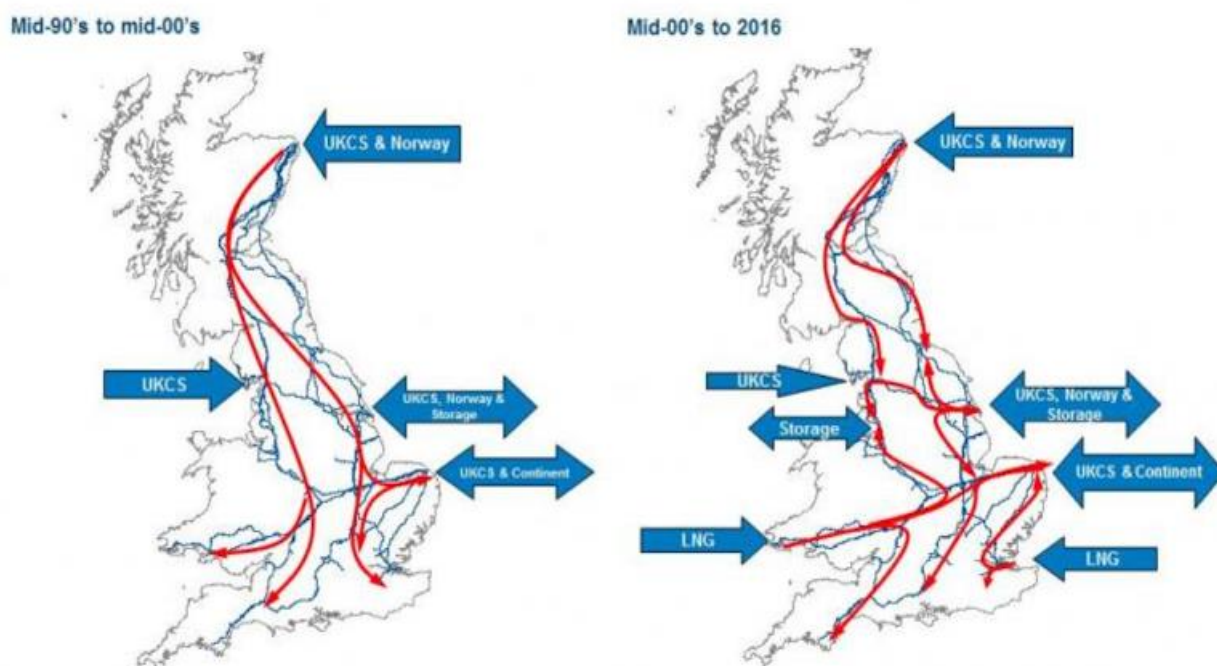 Mid-90's to mid-00's
UKCS & Norway
UKCS
UKCS, Norway &
Storage
UKCS & Continent
Mid-00's to 2016
UKCS & Norway
UKCS
Storage
UKCS, Norway &
Storage
UKCS & Continent
LNG
LNG